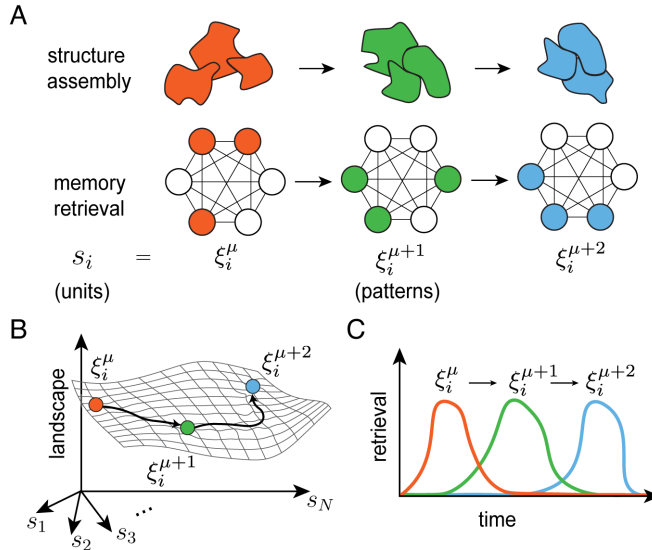 A
structure
assembly
memory
retrieval
s_i = ξ_i^μ ξ_i^{μ+1} ξ_i^{μ+2}
(units) (patterns)
B
landscape
ξ_i^μ
ξ_i^{μ+2}
ξ_i^{μ+1}
s_1
s_2
s_3
...
s_N
C
retrieval
ξ_i^μ → ξ_i^{μ+1} → ξ_i^{μ+2}
time